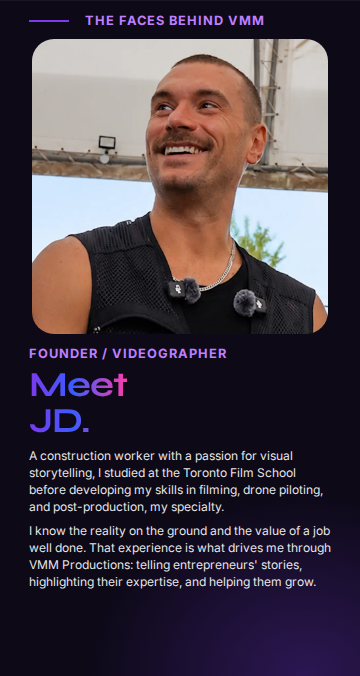 THE FACES BEHIND VMM
FOUNDER / VIDEOGRAPHER
Meet
JD.
A construction worker with a passion for visual
storytelling, I studied at the Toronto Film School
before developing my skills in filming, drone piloting,
and post-production, my specialty.
I know the reality on the ground and the value of a job
well done. That experience is what drives me through
VMM Productions: telling entrepreneurs' stories,
highlighting their expertise, and helping them grow.